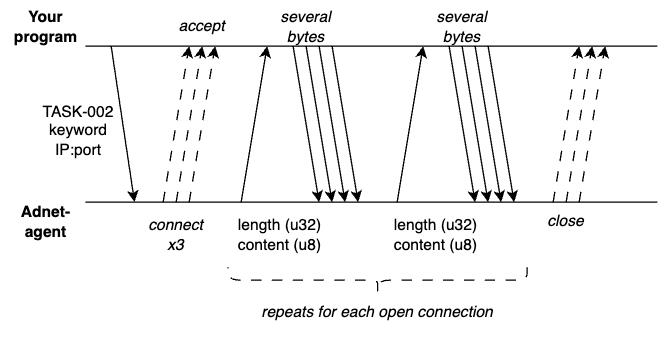 Your
program
accept
several
bytes
several
bytes
TASK-002
keyword
IP:port
Adnet-
agent
connect
x3
length (u32)
content (u8)
length (u32)
content (u8)
close
repeats for each open connection